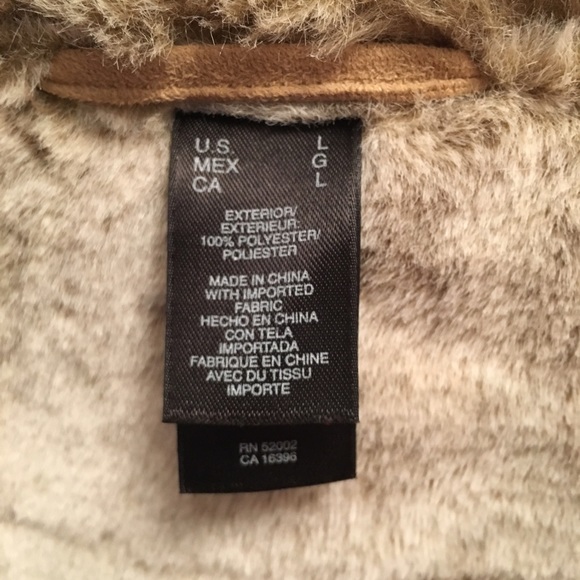 U.S. L
MEX G
CA L
EXTERIOR/
EXTERIEUR
100% POLYESTER/
POLIESTER
MADE IN CHINA
WITH IMPORTED
FABRIC
HECHO EN CHINA
CON TELA
IMPORTADA
FABRIQUE EN CHINE
AVEC DU TISSU
IMPORTE
RN 52002
CA 16396